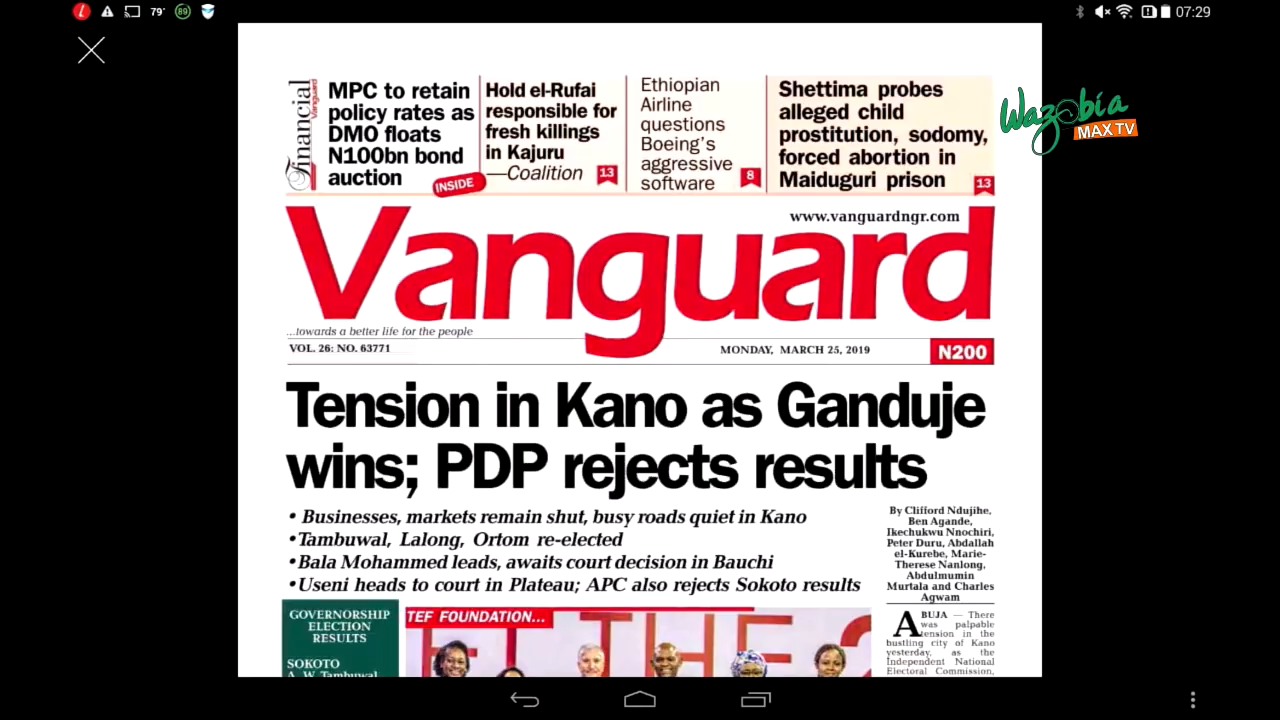 79°
89
07:29
Financial
Vanguard
MPC to retain
policy rates as
DMO floats
N100bn bond
auction
INSIDE
Hold el-Rufai
responsible for
fresh killings
in Kajuru
—Coalition
13
Ethiopian
Airline
questions
Boeing's
aggressive
software
8
Shettima probes
alleged child
prostitution, sodomy,
forced abortion in
Maiduguri prison
13
Wazobia
MAX TV
www.vanguardngr.com
Vanguard
...towards a better life for the people
VOL. 26: NO. 63771
MONDAY, MARCH 25, 2019
N200
Tension in Kano as Ganduje
wins; PDP rejects results
• Businesses, markets remain shut, busy roads quiet in Kano
•Tambuwal, Lalong, Ortom re-elected
•Bala Mohammed leads, awaits court decision in Bauchi
•Useni heads to court in Plateau; APC also rejects Sokoto results
By Clifford Ndujihe,
Ben Agande,
Ikechukwu Nnochiri,
Peter Duru, Abdallah
el-Kurebe, Marie-
Therese Nanlong,
Abdulmumin
Murtala and Charles
Agwam
ABUJA — There
was palpable
tension in the
bustling city of Kano
yesterday, as the
Independent National
Electoral Commission,
GOVERNORSHIP
ELECTION
RESULTS
SOKOTO
A. W. Tambuwal
TEF FOUNDATION...
THE